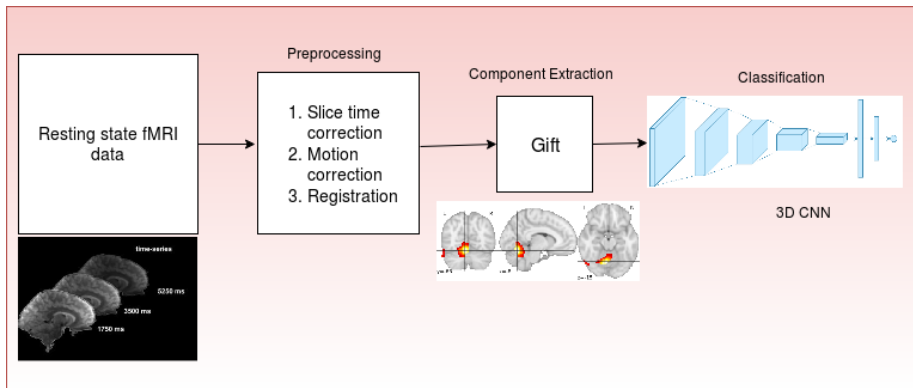 Resting state fMRI
data
Preprocessing
1. Slice time
correction
2. Motion
correction
3. Registration
Component Extraction
Gift
Classification
3D CNN
time-series
5250 ms
3500 ms
1750 ms